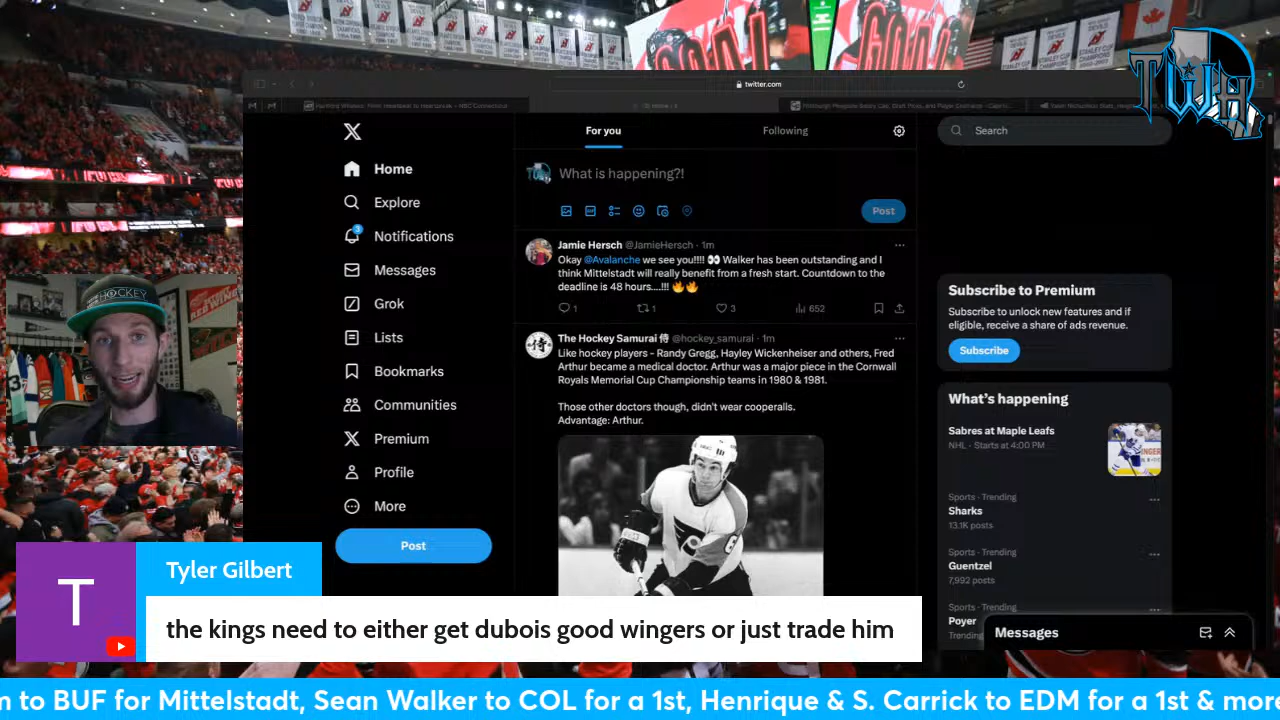 GOAL
GOAL
TWH
twitter.com
For you
Following
Search
Home
What is happening?!
Explore
Post
Notifications
3
Jamie Hersch @JamieHersch · 1m
Okay @Avalanche we see you!!!! 👀 Walker has been outstanding and I
think Mittelstadt will really benefit from a fresh start. Countdown to the
deadline is 48 hours....!!! 🔥🔥
1
1
3
652
Messages
Grok
Lists
Bookmarks
Communities
Premium
Profile
More
Post
The Hockey Samurai 侍 @hockey_samurai · 1m
Like hockey players - Randy Gregg, Hayley Wickenheiser and others, Fred
Arthur became a medical doctor. Arthur was a major piece in the Cornwall
Royals Memorial Cup Championship teams in 1980 & 1981.
Those other doctors though, didn't wear cooperalls.
Advantage: Arthur.
Subscribe to Premium
Subscribe to unlock new features and if
eligible, receive a share of ads revenue.
Subscribe
What's happening
Sabres at Maple Leafs
NHL · Starts at 4:00 PM
Sports · Trending
Sharks
13.1K posts
Sports · Trending
Guentzel
7,992 posts
Sports · Trending
Poyer
Trending
Messages
HOCKEY
T
Tyler Gilbert
the kings need to either get dubois good wingers or just trade him
m to BUF for Mittelstadt, Sean Walker to COL for a 1st, Henrique & S. Carrick to EDM for a 1st & more